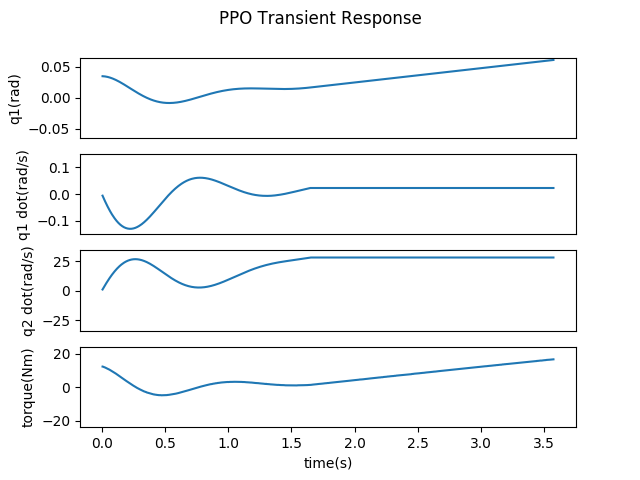 PPO Transient Response
q1(rad)
0.05
0.00
−0.05
q1 dot(rad/s)
0.1
0.0
−0.1
q2 dot(rad/s)
25
0
−25
torque(Nm)
20
0
−20
0.0 0.5 1.0 1.5 2.0 2.5 3.0 3.5
time(s)